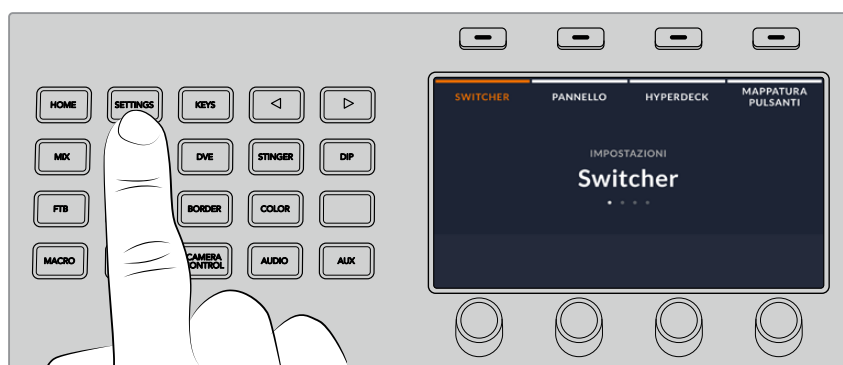 SWITCHER
PANNELLO
HYPERDECK
MAPPATURA
PULSANTI
IMPOSTAZIONI
Switcher
HOME
SETTINGS
KEYS
MIX
DVE
STINGER
DIP
FTB
BORDER
COLOR
MACRO
CAMERA
CONTROL
AUDIO
AUX